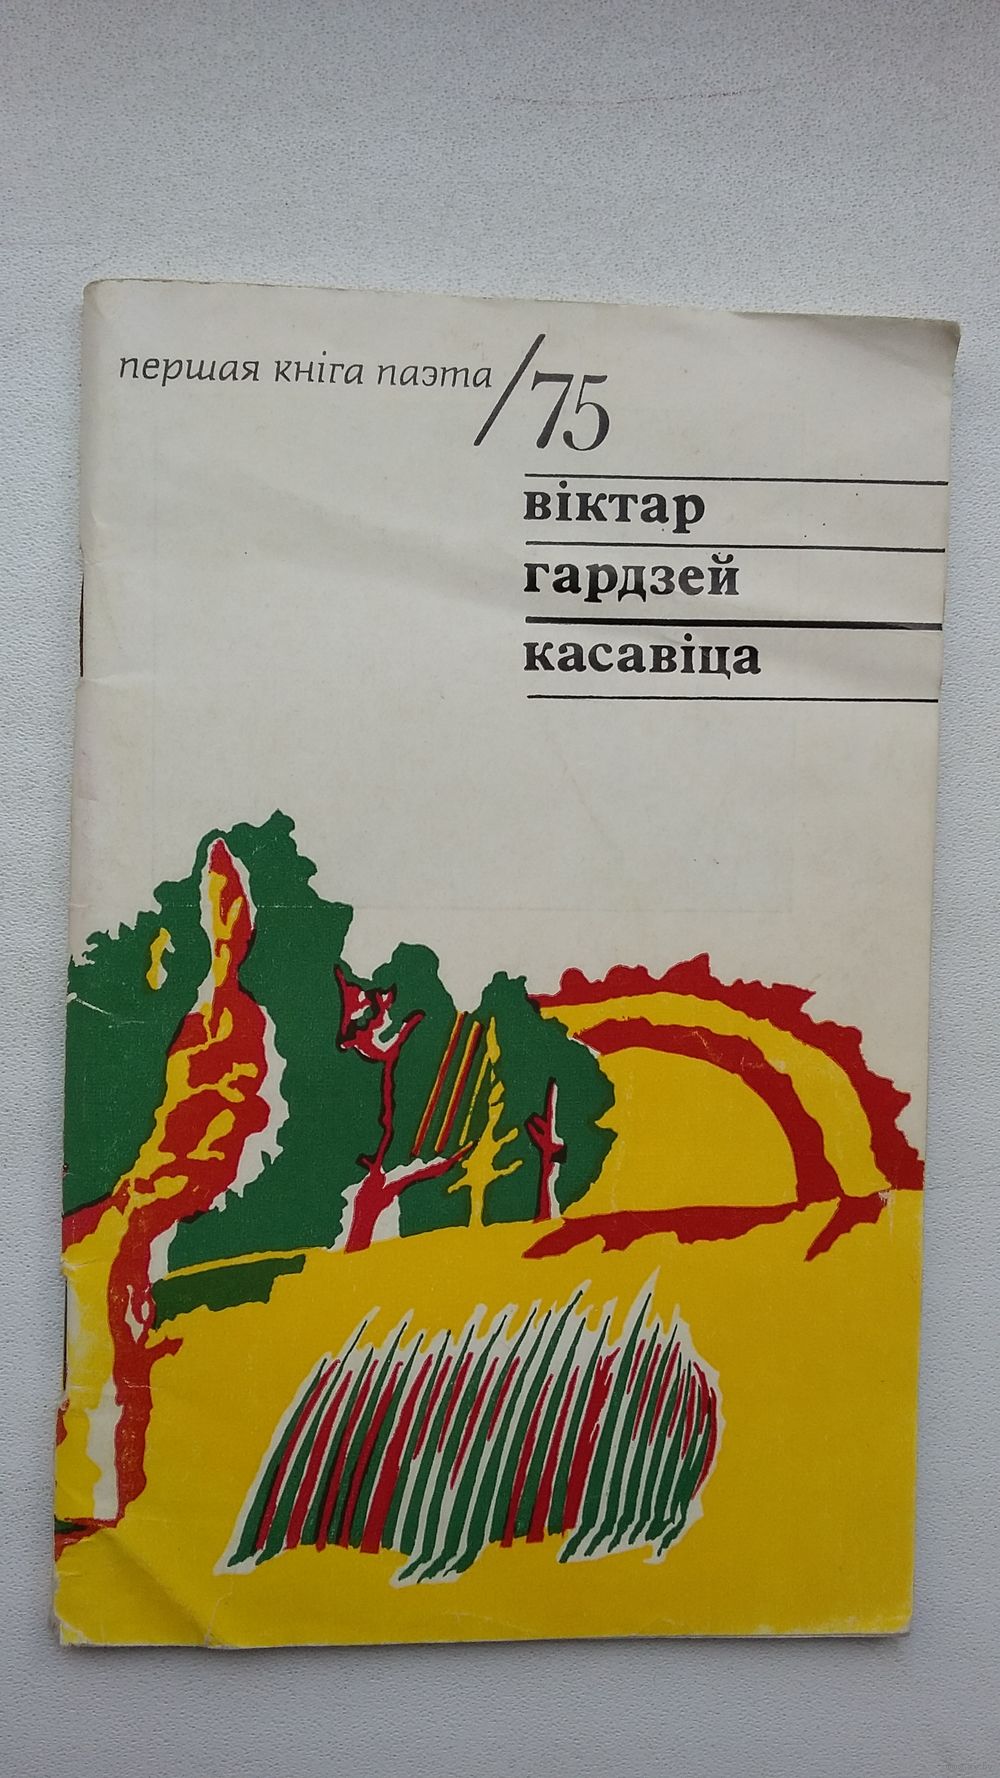 першая кніга паэта/75
віктар
гардзей
касавіца